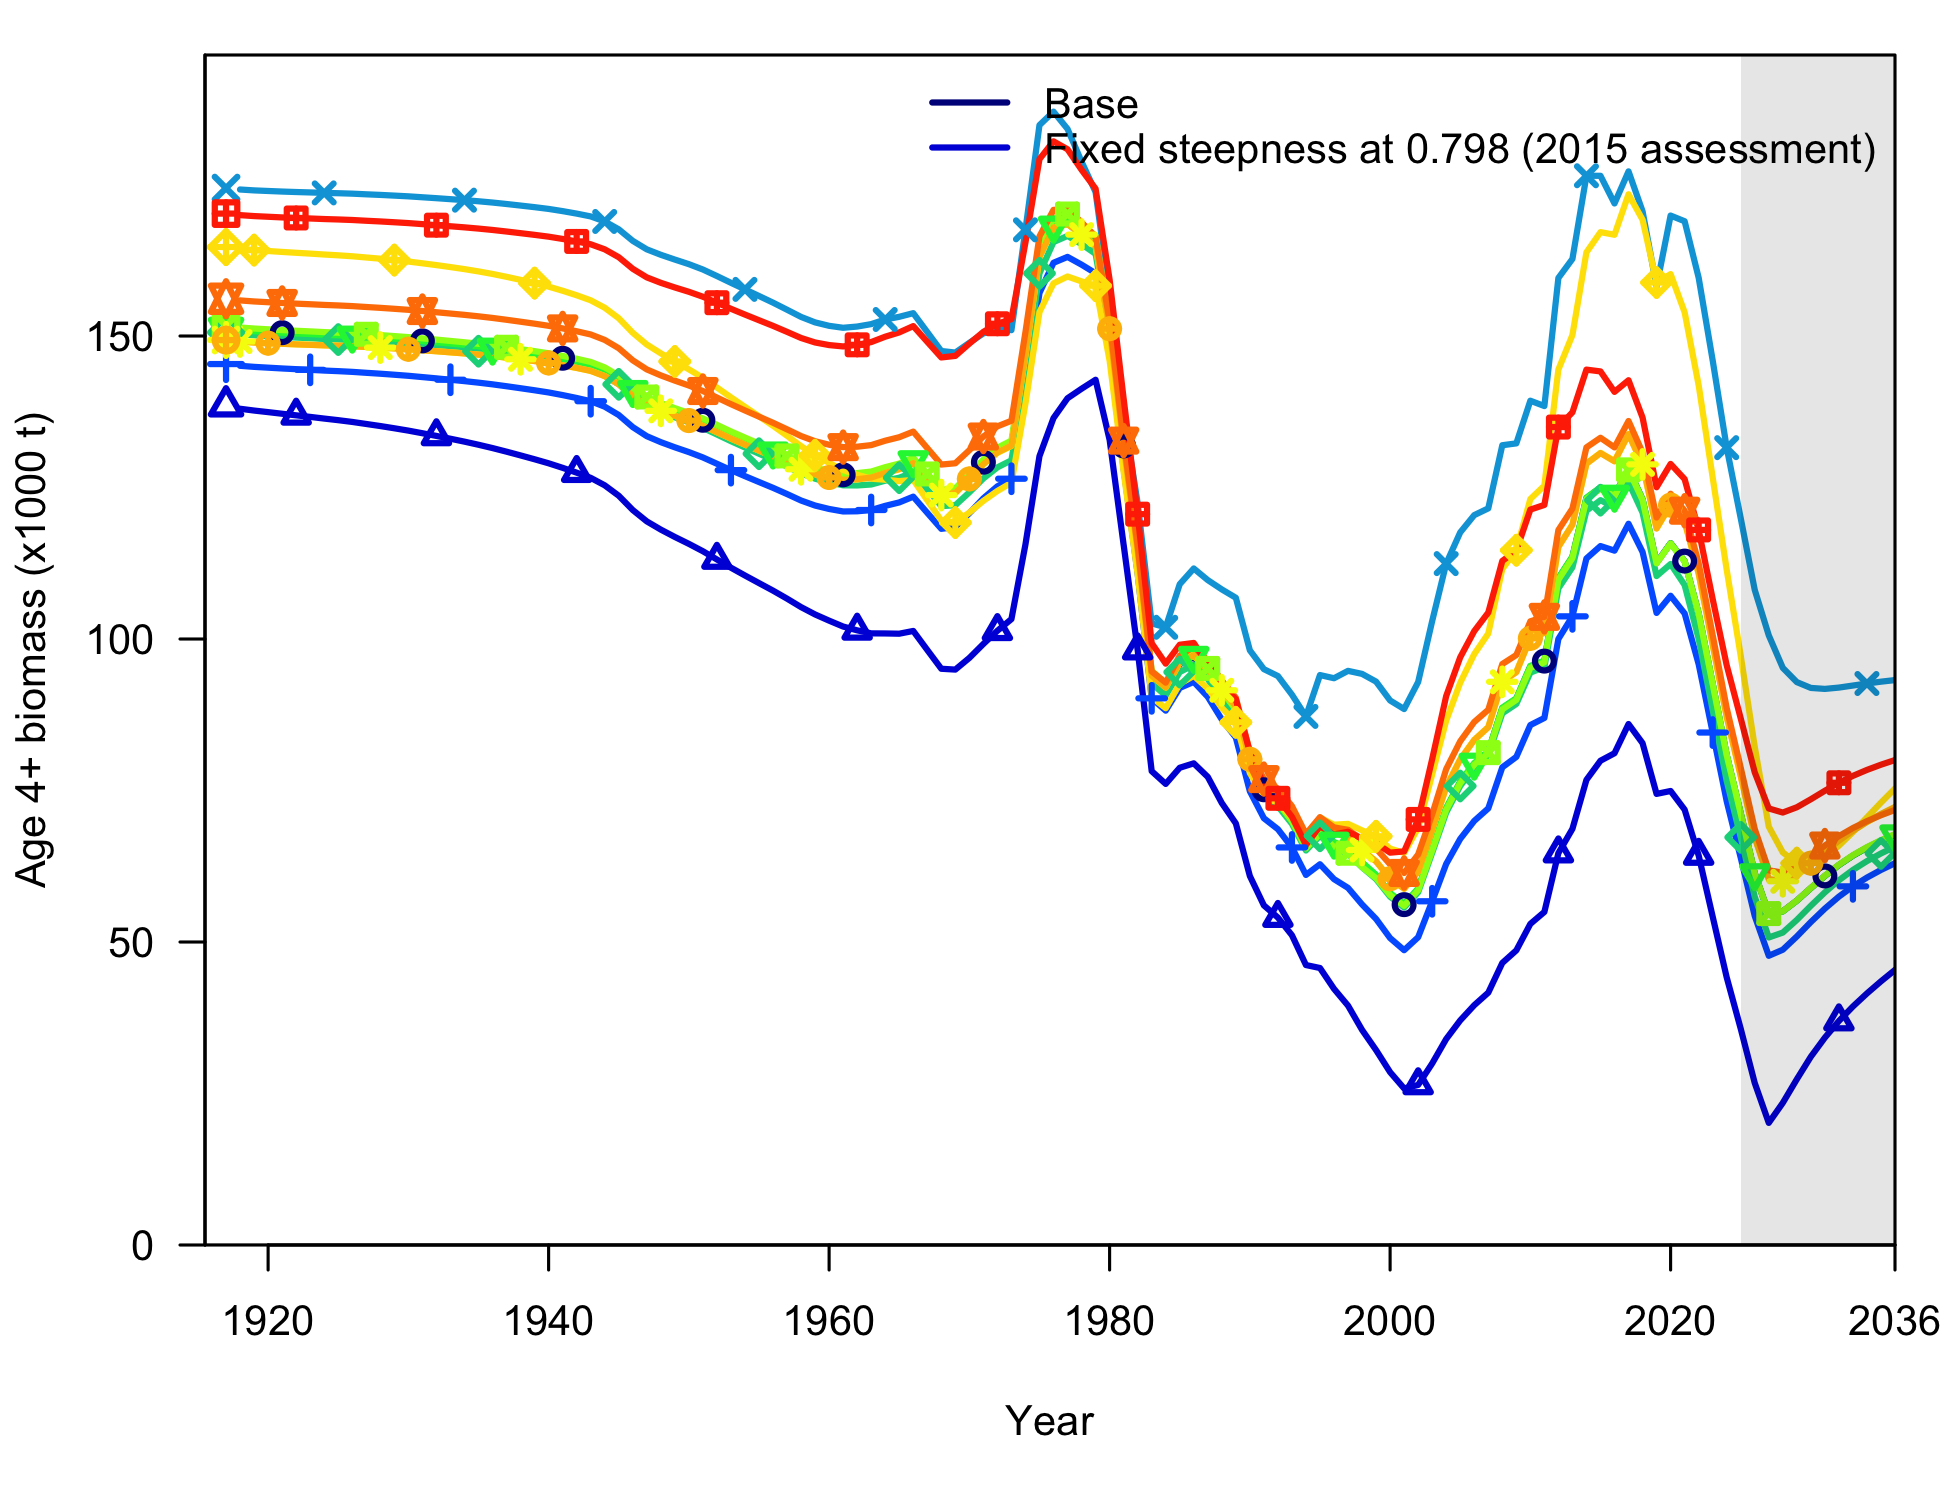 Base
Fixed steepness at 0.798 (2015 assessment)
Age 4+ biomass (x1000 t)
150
100
50
0
1920 1940 1960 1980 2000 2020 2036
Year